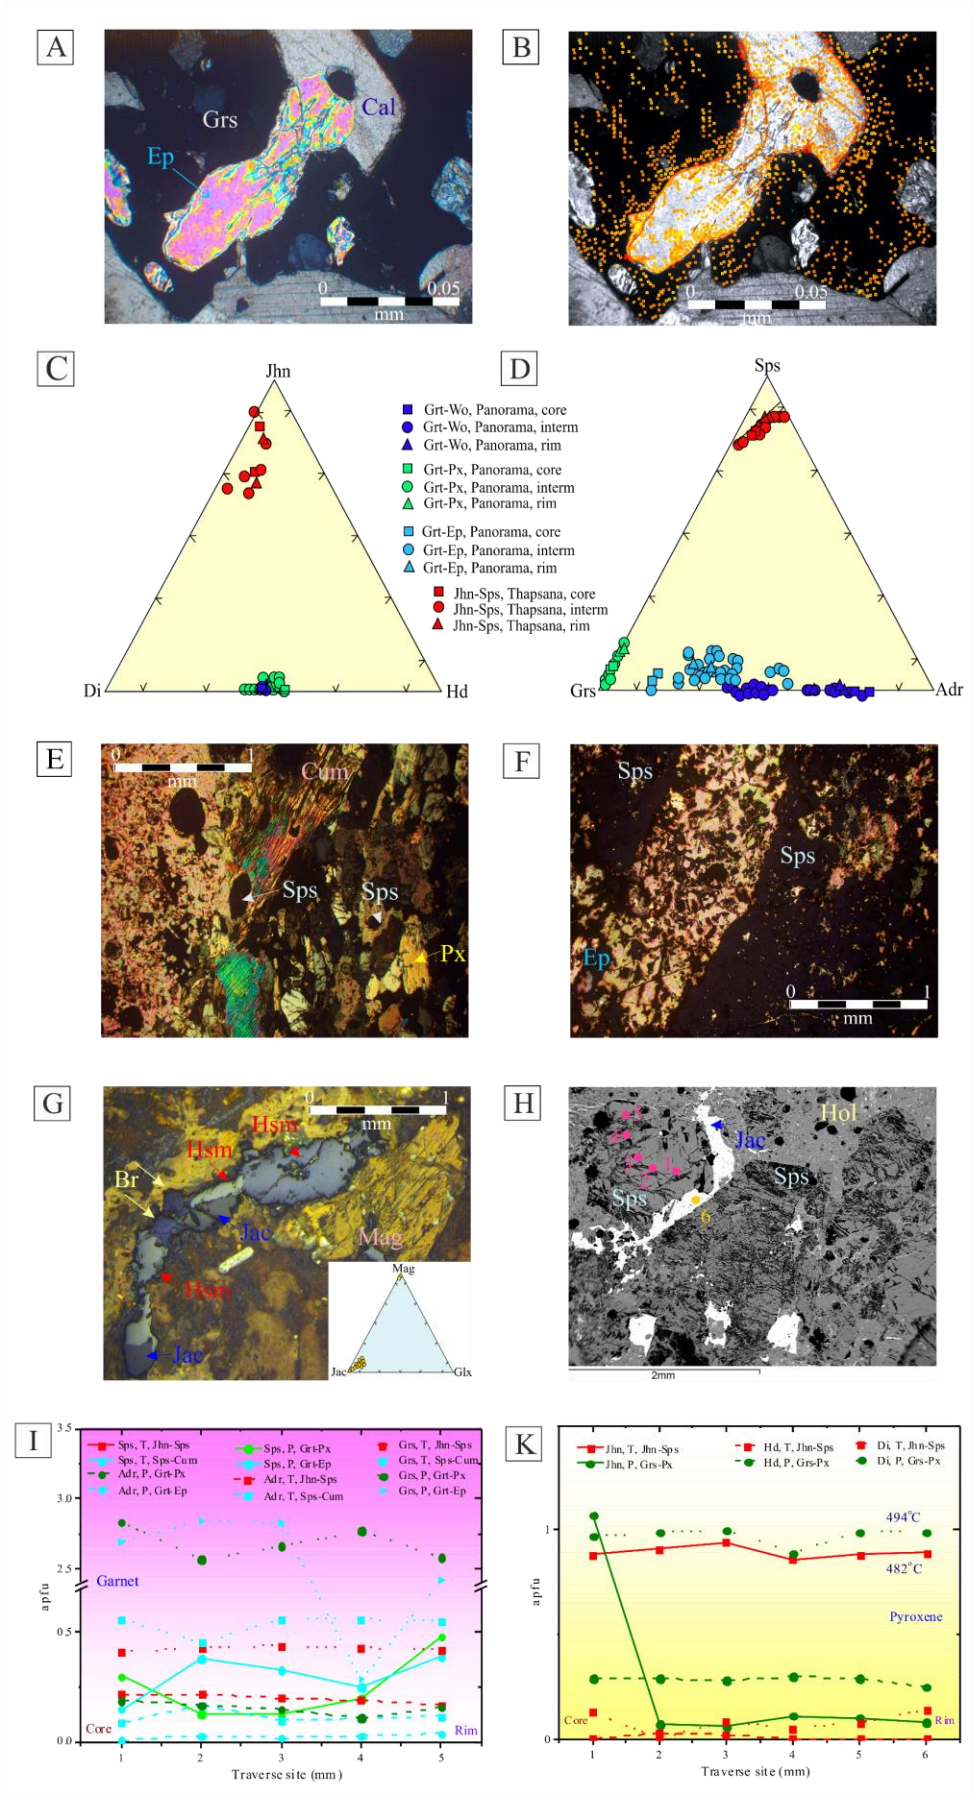 A
Grs
Cal
Ep
0
0.05
mm
B
0
0.05
mm
C
Jhn
Di
Hd
Grt-Wo, Panorama, core
Grt-Wo, Panorama, interm
Grt-Wo, Panorama, rim
Grt-Px, Panorama, core
Grt-Px, Panorama, interm
Grt-Px, Panorama, rim
Grt-Ep, Panorama, core
Grt-Ep, Panorama, interm
Grt-Ep, Panorama, rim
Jhn-Sps, Thapsana, core
Jhn-Sps, Thapsana, interm
Jhn-Sps, Thapsana, rim
D
Sps
Grs
Adr
E
0
1
mm
Cum
Sps
Sps
Px
F
Sps
Sps
Ep
0
1
mm
G
0
1
mm
Hsm
Hsm
Br
Jac
Mag
Hsm
Jac
Mag
Jac
Glx
H
Hol
Jac
Sps
Sps
1
2
6
2mm
I
3.5
3.0
2.5
0.5
0.0
apfu
Sps, T, Jhn-Sps
Sps, T, Sps-Cum
Adr, P, Grt-Px
Adr, P, Grt-Ep
Sps, P, Grt-Px
Sps, P, Grt-Ep
Adr, T, Jhn-Sps
Adr, T, Sps-Cum
Grs, T, Jhn-Sps
Grs, T, Sps-Cum
Grs, P, Grt-Px
Grs, P, Grt-Ep
Garnet
Core
Rim
1 2 3 4 5
Traverse site (mm)
K
1
0
apfu
Jhn, T, Jhn-Sps
Jhn, P, Grs-Px
Hd, T, Jhn-Sps
Hd, P, Grs-Px
Di, T, Jhn-Sps
Di, P, Grs-Px
494°C
482°C
Pyroxene
Core
Rim
1 2 3 4 5 6
Traverse site (mm)